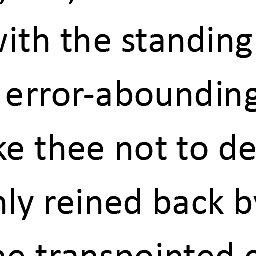 with the standing
error-abounding
ke thee not to de
nly reined back by